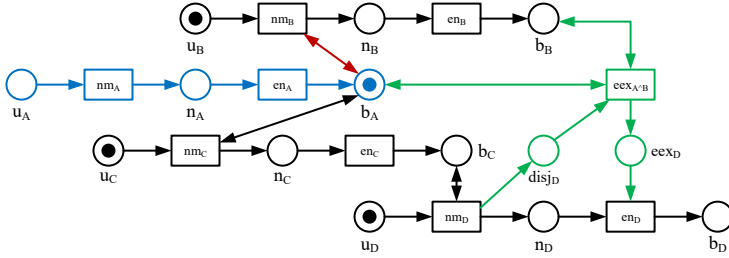 nm_B en_B
u_B n_B b_B
nm_A en_A eex_A^B
u_A n_A b_A
nm_C en_C b_C eex_D
u_C n_C disj_D
nm_D en_D
u_D n_D b_D